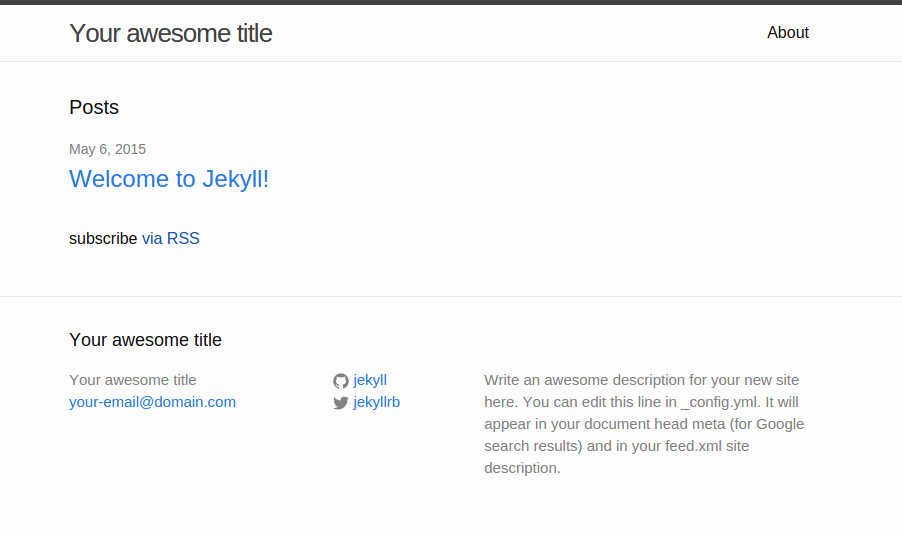 Your awesome title
About
Posts
May 6, 2015
Welcome to Jekyll!
subscribe via RSS
Your awesome title
Your awesome title
your-email@domain.com
jekyll
jekyllrb
Write an awesome description for your new site
here. You can edit this line in _config.yml. It will
appear in your document head meta (for Google
search results) and in your feed.xml site
description.